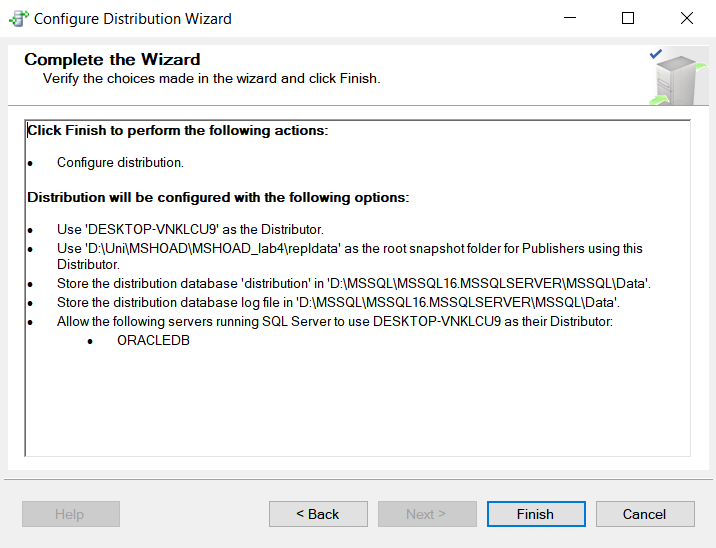 Configure Distribution Wizard
Complete the Wizard
Verify the choices made in the wizard and click Finish.
Click Finish to perform the following actions:
• Configure distribution.
Distribution will be configured with the following options:
• Use 'DESKTOP-VNKLCU9' as the Distributor.
• Use 'D:\Uni\MSHOAD\MSHOAD_lab4\repldata' as the root snapshot folder for Publishers using this
Distributor.
• Store the distribution database 'distribution' in 'D:\MSSQL\MSSQL16.MSSQLSERVER\MSSQL\Data'.
• Store the distribution database log file in 'D:\MSSQL\MSSQL16.MSSQLSERVER\MSSQL\Data'.
• Allow the following servers running SQL Server to use DESKTOP-VNKLCU9 as their Distributor:
• ORACLEDB
Help
< Back
Next >
Finish
Cancel